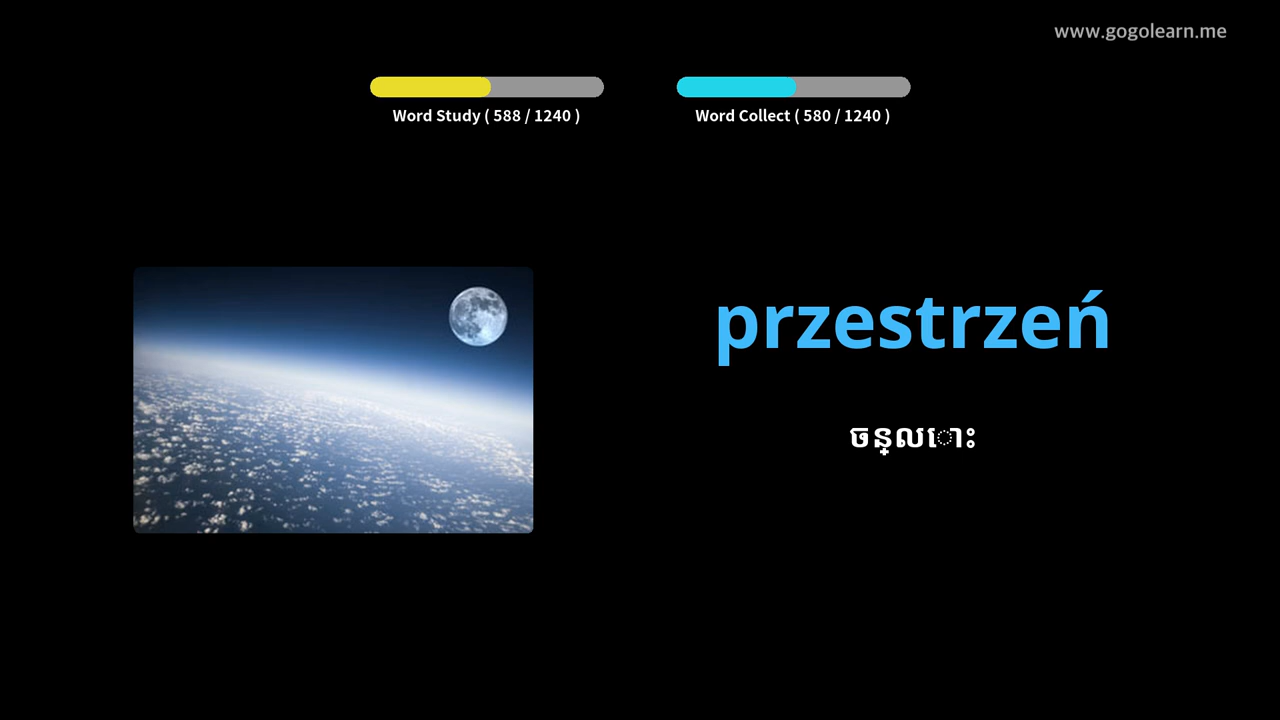 www.gogolearn.me
Word Study ( 588 / 1240 )
Word Collect ( 580 / 1240 )
przestrzeń
ចន្លោះ